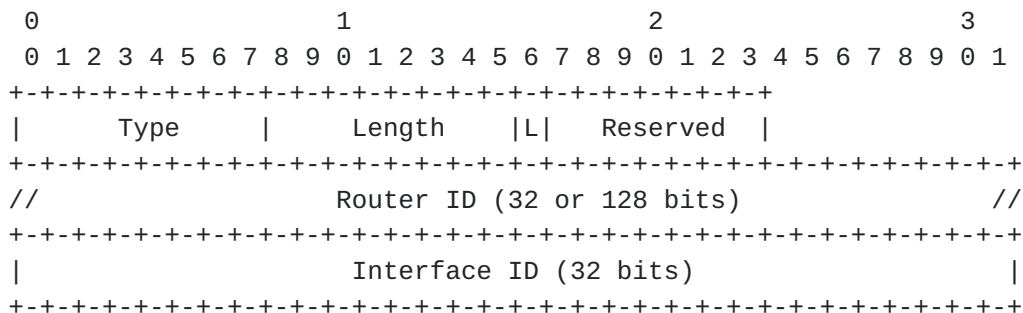 0                   1                   2                   3
 0 1 2 3 4 5 6 7 8 9 0 1 2 3 4 5 6 7 8 9 0 1 2 3 4 5 6 7 8 9 0 1
+-+-+-+-+-+-+-+-+-+-+-+-+-+-+-+-+-+-+-+-+-+-+-+-+
|      Type     |     Length    |L|   Reserved  |
+-+-+-+-+-+-+-+-+-+-+-+-+-+-+-+-+-+-+-+-+-+-+-+-+-+-+-+-+-+-+-+-+
//                   Router ID (32 or 128 bits)                //
+-+-+-+-+-+-+-+-+-+-+-+-+-+-+-+-+-+-+-+-+-+-+-+-+-+-+-+-+-+-+-+-+
|                     Interface ID (32 bits)                    |
+-+-+-+-+-+-+-+-+-+-+-+-+-+-+-+-+-+-+-+-+-+-+-+-+-+-+-+-+-+-+-+-+